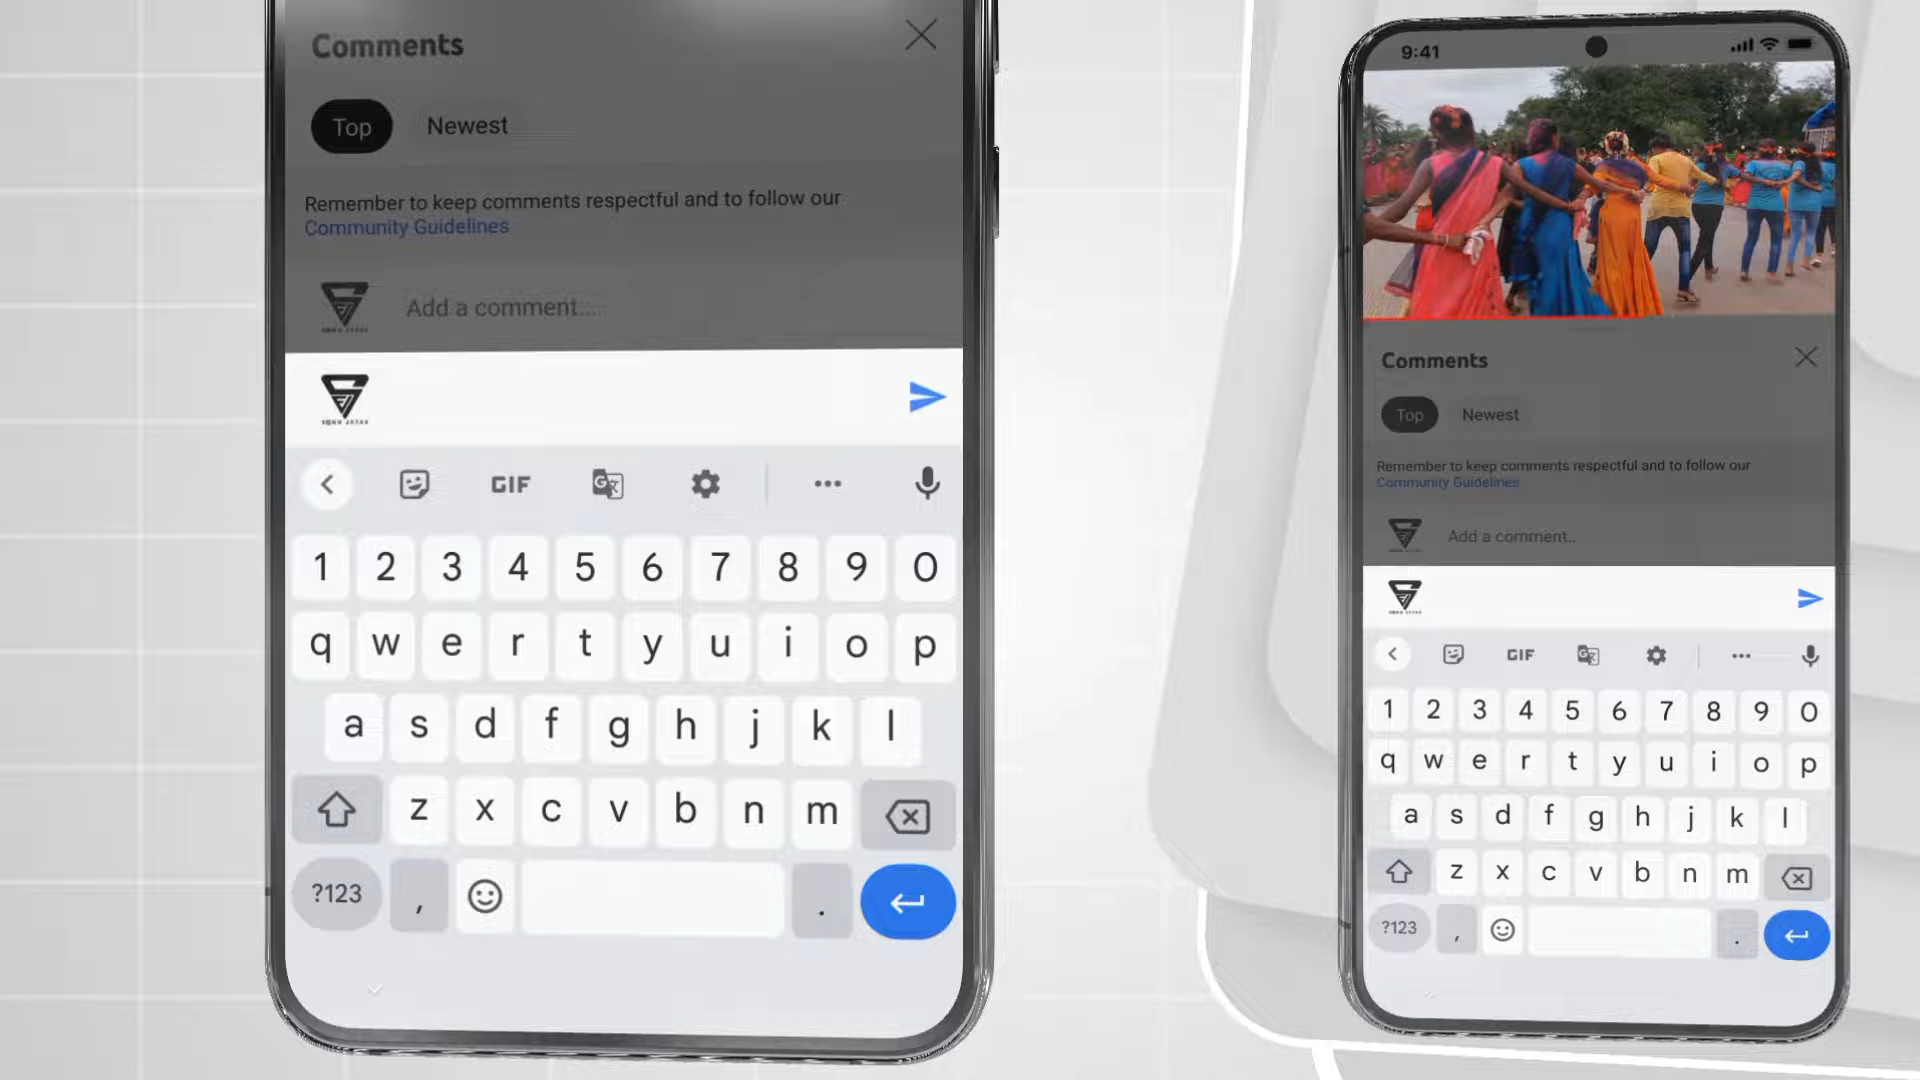 Comments
Top Newest
Remember to keep comments respectful and to follow our
Community Guidelines
Add a comment.....
GIF
1 2 3 4 5 6 7 8 9 0
q w e r t y u i o p
a s d f g h j k l
z x c v b n m
?123 , .
9:41
Comments
Top Newest
Remember to keep comments respectful and to follow our
Community Guidelines
Add a comment..
GIF
1 2 3 4 5 6 7 8 9 0
q w e r t y u i o p
a s d f g h j k l
z x c v b n m
?123 , .